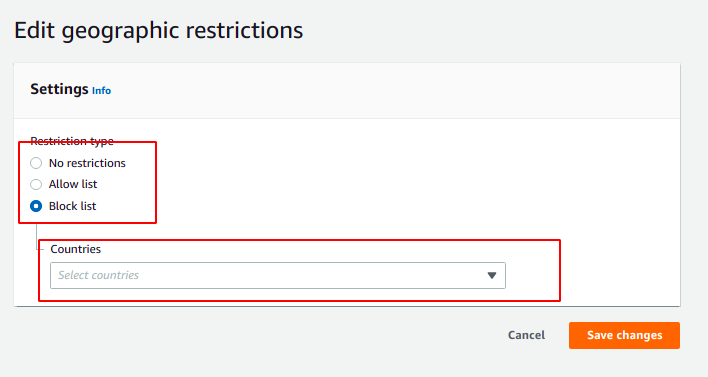 Edit geographic restrictions
Settings Info
Restriction type
No restrictions
Allow list
Block list
Countries
Select countries
Cancel
Save changes